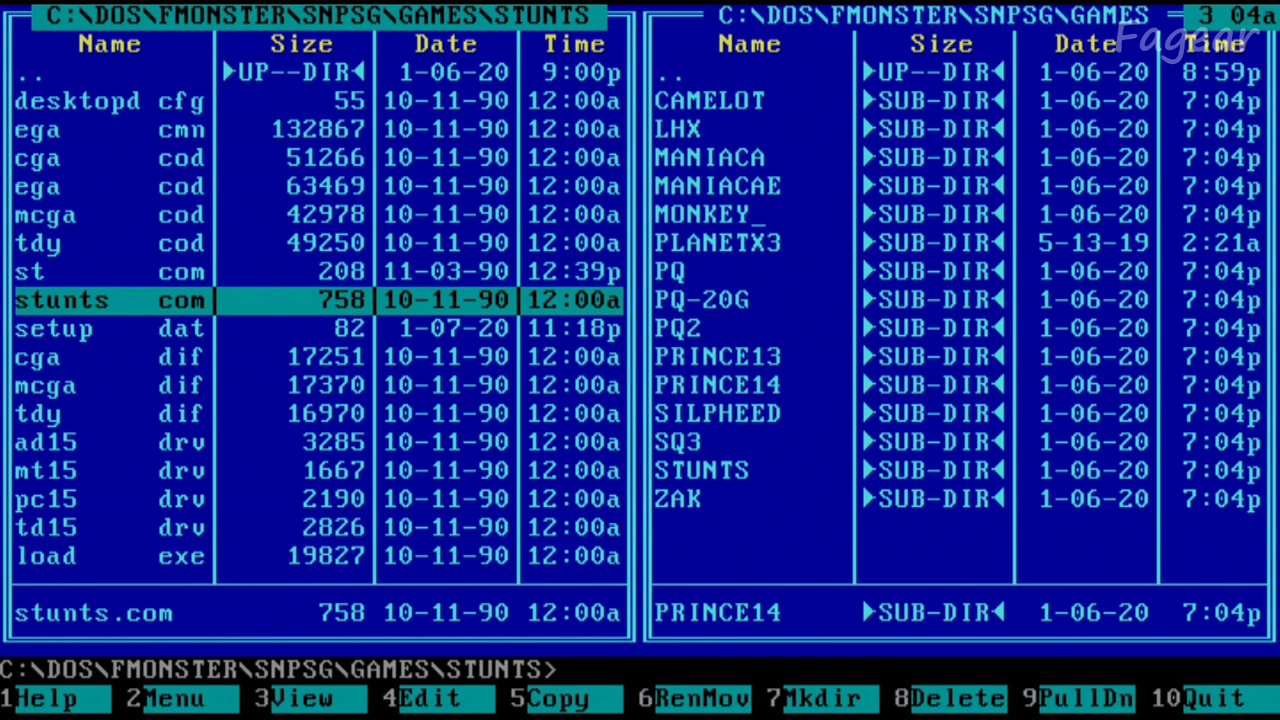 C:\DOS\FMONSTER\SNPSG\GAMES\STUNTS
Name Size Date Time
.. ►UP--DIR◄ 1-06-20 9:00p
desktopd cfg 55 10-11-90 12:00a
ega cmn 132867 10-11-90 12:00a
cga cod 51266 10-11-90 12:00a
ega cod 63469 10-11-90 12:00a
mcga cod 42978 10-11-90 12:00a
tdy cod 49250 10-11-90 12:00a
st com 208 11-03-90 12:39p
stunts com 758 10-11-90 12:00a
setup dat 82 1-07-20 11:18p
cga dif 17251 10-11-90 12:00a
mcga dif 17370 10-11-90 12:00a
tdy dif 16970 10-11-90 12:00a
ad15 drv 3285 10-11-90 12:00a
mt15 drv 1667 10-11-90 12:00a
pc15 drv 2190 10-11-90 12:00a
td15 drv 2826 10-11-90 12:00a
load exe 19827 10-11-90 12:00a
stunts.com 758 10-11-90 12:00a
C:\DOS\FMONSTER\SNPSG\GAMES
3 04a
Fagear
Name Size Date Time
.. ►UP--DIR◄ 1-06-20 8:59p
CAMELOT ►SUB-DIR◄ 1-06-20 7:04p
LHX ►SUB-DIR◄ 1-06-20 7:04p
MANIACA ►SUB-DIR◄ 1-06-20 7:04p
MANIACAE ►SUB-DIR◄ 1-06-20 7:04p
MONKEY_ ►SUB-DIR◄ 1-06-20 7:04p
PLANETX3 ►SUB-DIR◄ 5-13-19 2:21a
PQ ►SUB-DIR◄ 1-06-20 7:04p
PQ-20G ►SUB-DIR◄ 1-06-20 7:04p
PQ2 ►SUB-DIR◄ 1-06-20 7:04p
PRINCE13 ►SUB-DIR◄ 1-06-20 7:04p
PRINCE14 ►SUB-DIR◄ 1-06-20 7:04p
SILPHEED ►SUB-DIR◄ 1-06-20 7:04p
SQ3 ►SUB-DIR◄ 1-06-20 7:04p
STUNTS ►SUB-DIR◄ 1-06-20 7:04p
ZAK ►SUB-DIR◄ 1-06-20 7:04p
PRINCE14 ►SUB-DIR◄ 1-06-20 7:04p
C:\DOS\FMONSTER\SNPSG\GAMES\STUNTS>
1Help 2Menu 3View 4Edit 5Copy 6RenMov 7Mkdir 8Delete 9PullDn 10Quit